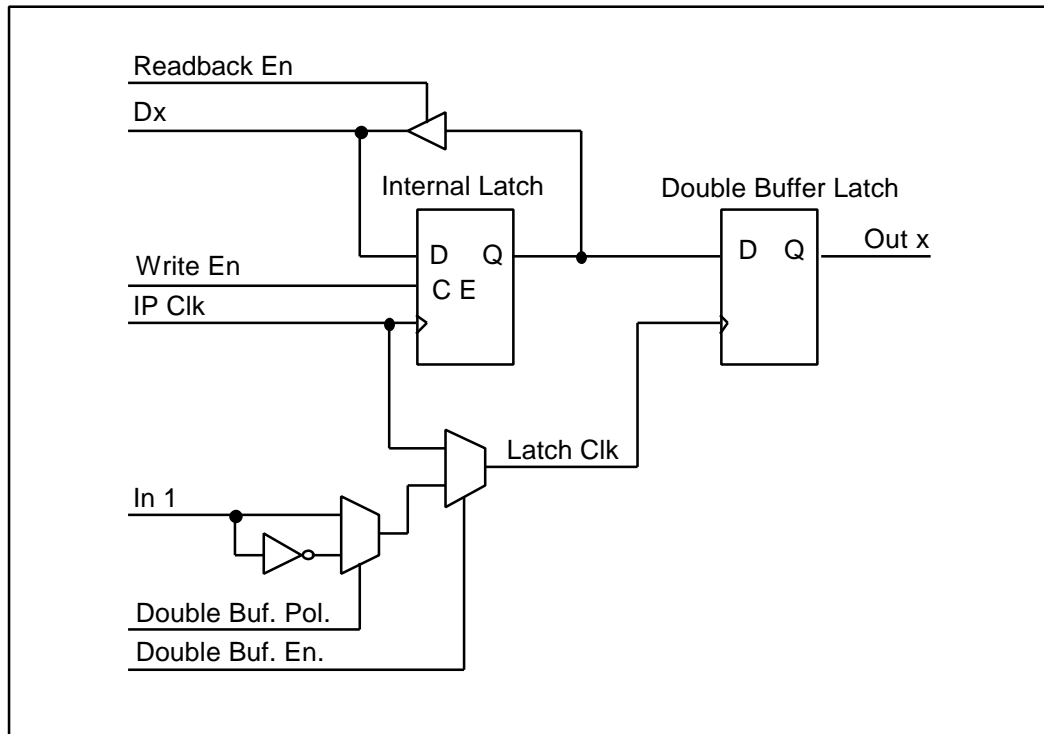 Readback En
Dx
Internal Latch
Double Buffer Latch
D Q
D Q
Out x
Write En
C E
IP Clk
Latch Clk
In 1
Double Buf. Pol.
Double Buf. En.